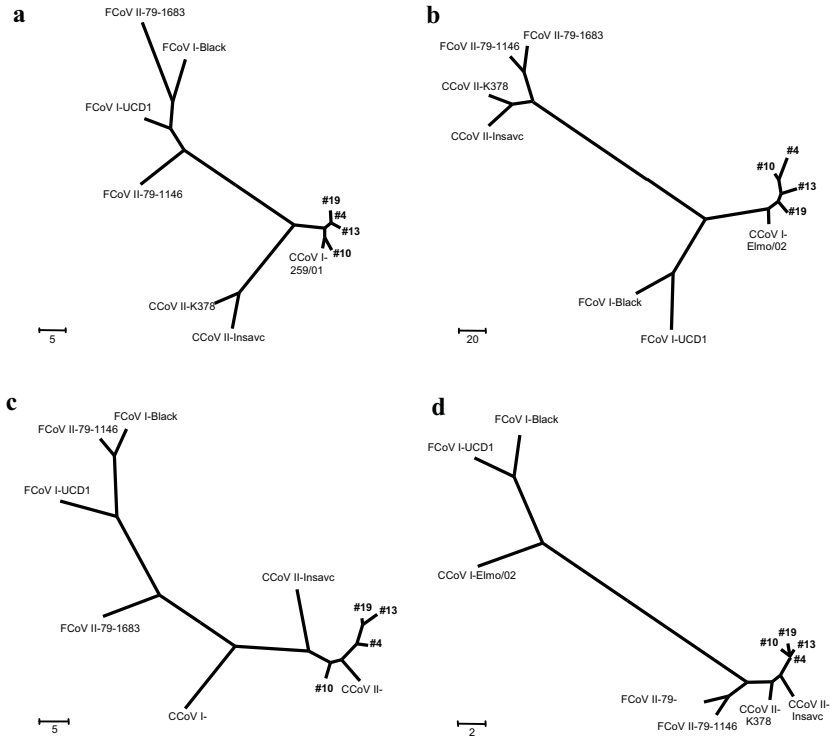 a
FCoV II-79-1683
FCoV I-Black
FCoV I-UCD1
FCoV II-79-1146
#19
#4
#13
#10
CCoV I-
259/01
CCoV II-K378
CCoV II-Insavc
5
b
FCoV II-79-1683
FCoV II-79-1146
CCoV II-K378
CCoV II-Insavc
#4
#10
#13
#19
CCoV I-
Elmo/02
FCoV I-Black
FCoV I-UCD1
20
c
FCoV I-Black
FCoV II-79-1146
FCoV I-UCD1
FCoV II-79-1683
CCoV II-Insavc
#19
#13
#4
#10
CCoV II-
CCoV I-
5
d
FCoV I-Black
FCoV I-UCD1
CCoV I-Elmo/02
#19
#10
#13
#4
FCoV II-79-
FCoV II-79-1146
CCoV II-
K378
CCoV II-
Insavc
2